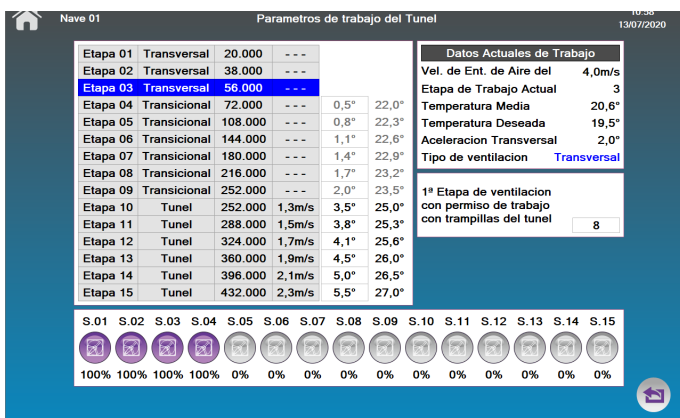 Nave 01 Parametros de trabajo del Tunel 10:58
13/07/2020
Etapa 01 Transversal 20.000 - - -
Etapa 02 Transversal 38.000 - - -
Etapa 03 Transversal 56.000 - - -
Etapa 04 Transicional 72.000 - - - 0,5° 22,0°
Etapa 05 Transicional 108.000 - - - 0,8° 22,3°
Etapa 06 Transicional 144.000 - - - 1,1° 22,6°
Etapa 07 Transicional 180.000 - - - 1,4° 22,9°
Etapa 08 Transicional 216.000 - - - 1,7° 23,2°
Etapa 09 Transicional 252.000 - - - 2,0° 23,5°
Etapa 10 Tunel 252.000 1,3m/s 3,5° 25,0°
Etapa 11 Tunel 288.000 1,5m/s 3,8° 25,3°
Etapa 12 Tunel 324.000 1,7m/s 4,1° 25,6°
Etapa 13 Tunel 360.000 1,9m/s 4,5° 26,0°
Etapa 14 Tunel 396.000 2,1m/s 5,0° 26,5°
Etapa 15 Tunel 432.000 2,3m/s 5,5° 27,0°
Datos Actuales de Trabajo
Vel. de Ent. de Aire del 4,0m/s
Etapa de Trabajo Actual 3
Temperatura Media 20,6°
Temperatura Deseada 19,5°
Aceleracion Transversal 2,0°
Tipo de ventilacion Transversal
1ª Etapa de ventilacion
con permiso de trabajo
con trampillas del tunel 8
S.01 S.02 S.03 S.04 S.05 S.06 S.07 S.08 S.09 S.10 S.11 S.12 S.13 S.14 S.15
100% 100% 100% 100% 0% 0% 0% 0% 0% 0% 0% 0% 0% 0% 0%